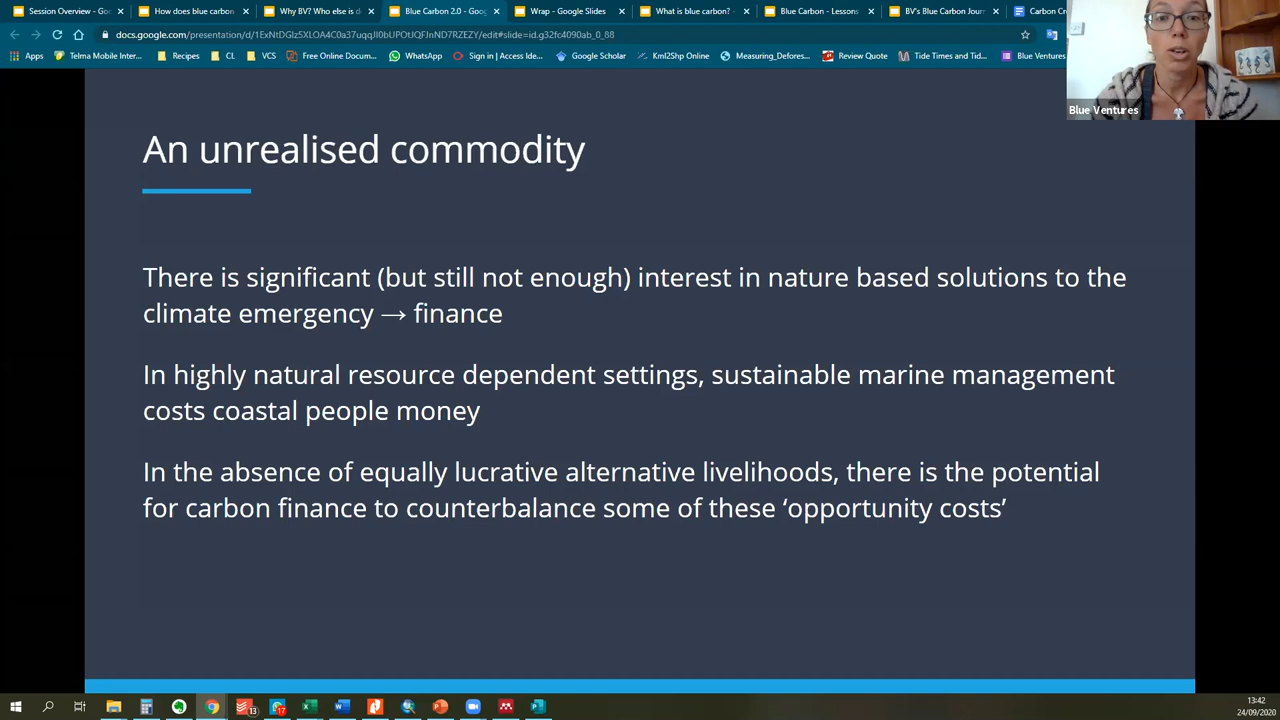 Session Overview - Go
How does blue carbon
Why BV? Who else is d
Blue Carbon 2.0 - Goog
Wrap - Google Slides
What is blue carbon? -
Blue Carbon - Lessons
BV's Blue Carbon Jour
Carbon Cr
docs.google.com/presentation/d/1ExNtDGIz5XLOA4C0a37uqqJI0bUPOtJQFJnND7RZEZY/edit#slide=id.g32fc4090ab_0_88
Apps
Telma Mobile Inter...
Recipes
CL
VCS
Free Online Docum...
WhatsApp
Sign in | Access Ide...
Google Scholar
Kml2Shp Online
Measuring_Defores...
Review Quote
Tide Times and Tid...
Blue Ventures
Blue Ventures
An unrealised commodity
There is significant (but still not enough) interest in nature based solutions to the
climate emergency → finance
In highly natural resource dependent settings, sustainable marine management
costs coastal people money
In the absence of equally lucrative alternative livelihoods, there is the potential
for carbon finance to counterbalance some of these ‘opportunity costs’
13
17
13:42
24/09/2020